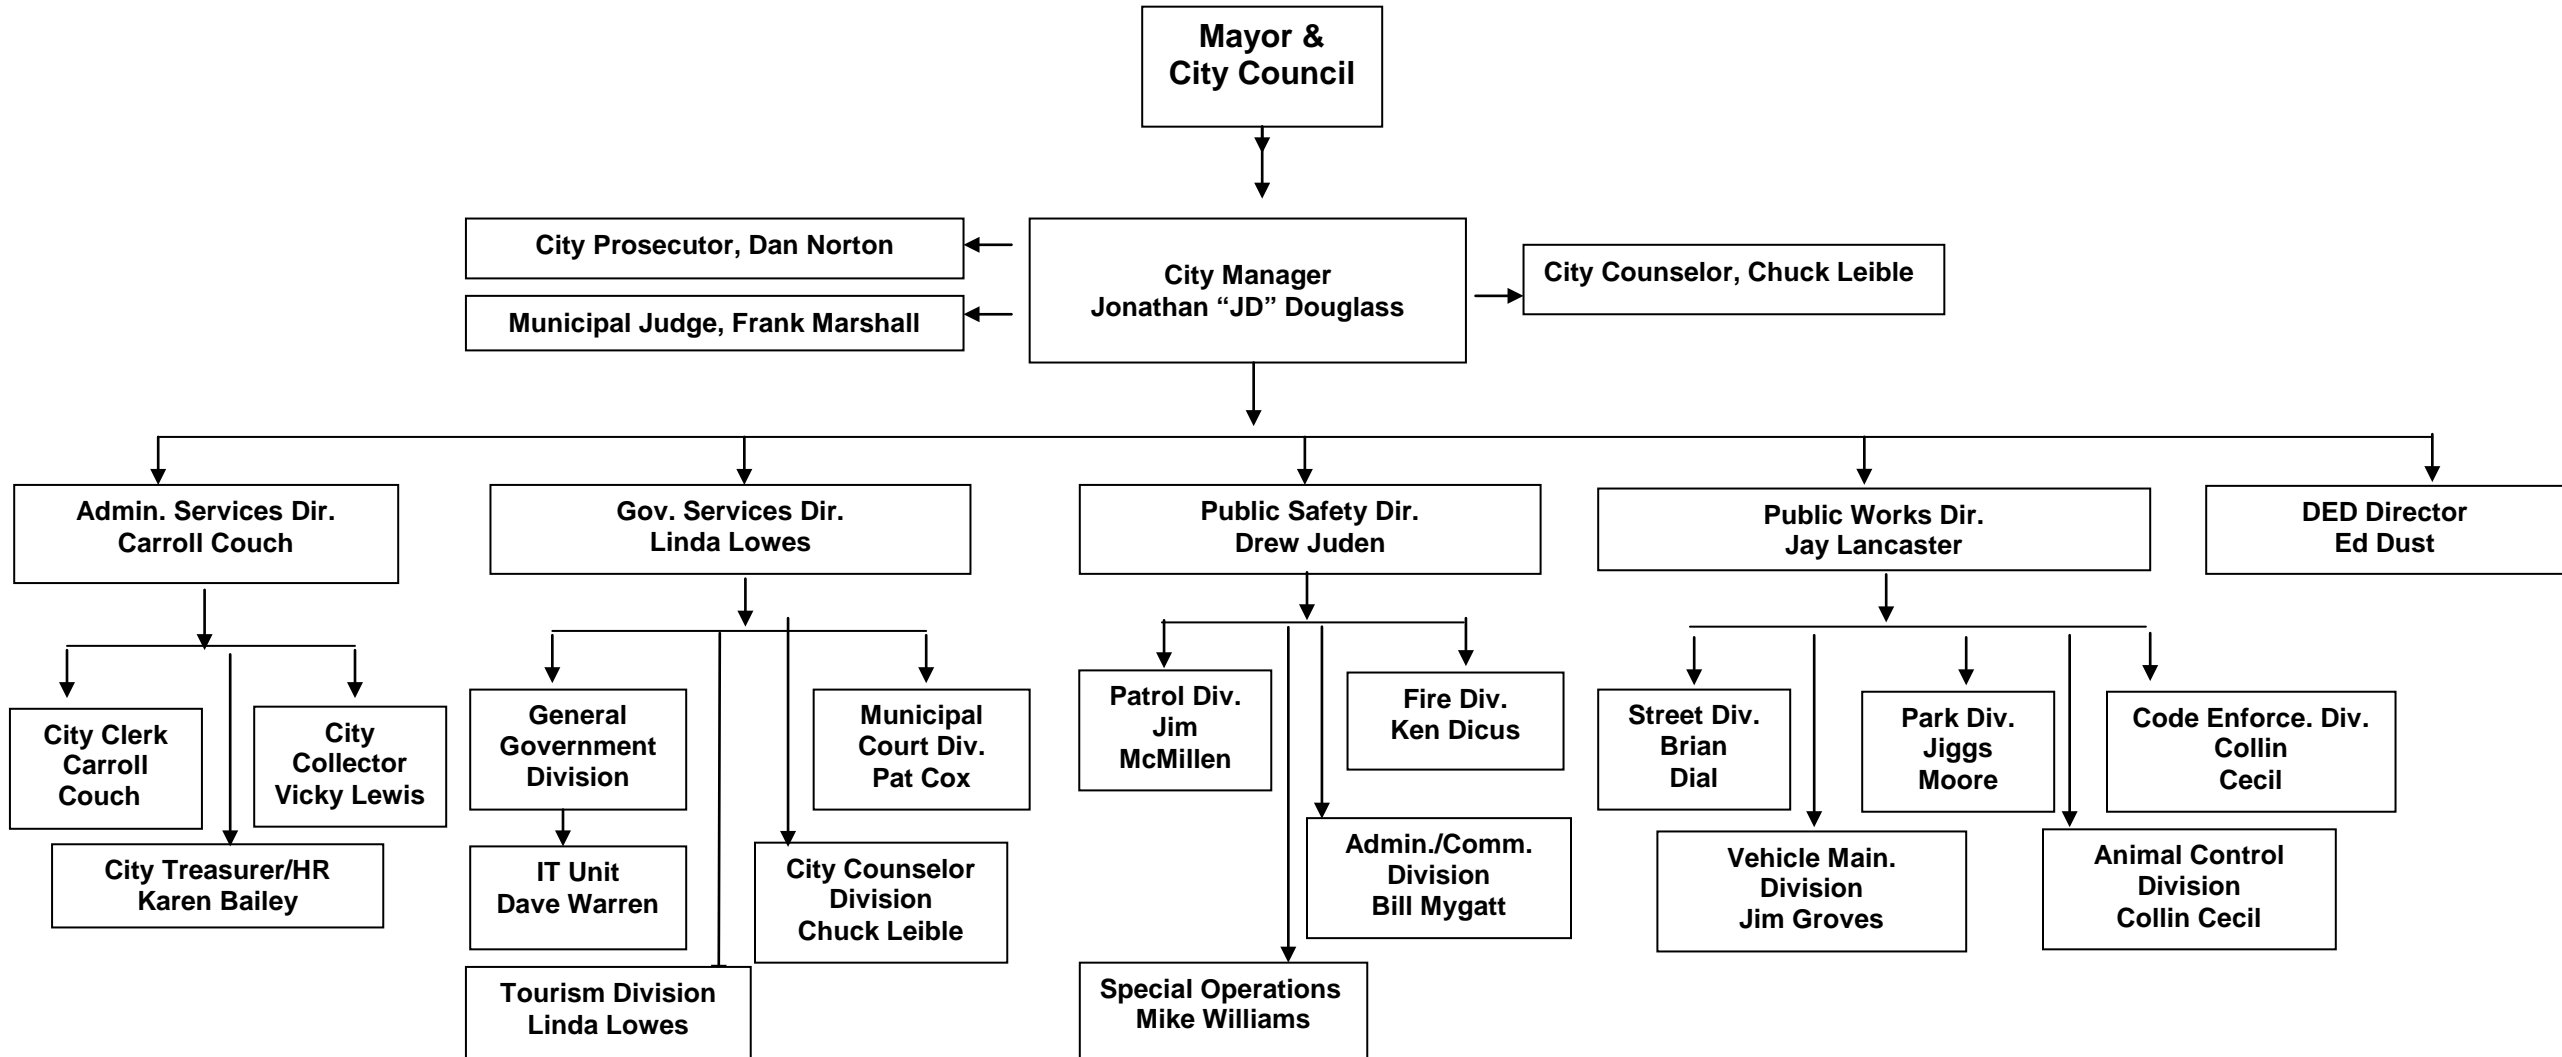 Mayor &
City Council
City Prosecutor, Dan Norton
Municipal Judge, Frank Marshall
City Manager
Jonathan “JD” Douglass
City Counselor, Chuck Leible
Admin. Services Dir.
Carroll Couch
Gov. Services Dir.
Linda Lowes
Public Safety Dir.
Drew Juden
Public Works Dir.
Jay Lancaster
DED Director
Ed Dust
City Clerk
Carroll
Couch
City
Collector
Vicky Lewis
City Treasurer/HR
Karen Bailey
General
Government
Division
Municipal
Court Div.
Pat Cox
IT Unit
Dave Warren
City Counselor
Division
Chuck Leible
Tourism Division
Linda Lowes
Patrol Div.
Jim
McMillen
Fire Div.
Ken Dicus
Admin./Comm.
Division
Bill Mygatt
Special Operations
Mike Williams
Street Div.
Brian
Dial
Park Div.
Jiggs
Moore
Code Enforce. Div.
Collin
Cecil
Vehicle Main.
Division
Jim Groves
Animal Control
Division
Collin Cecil